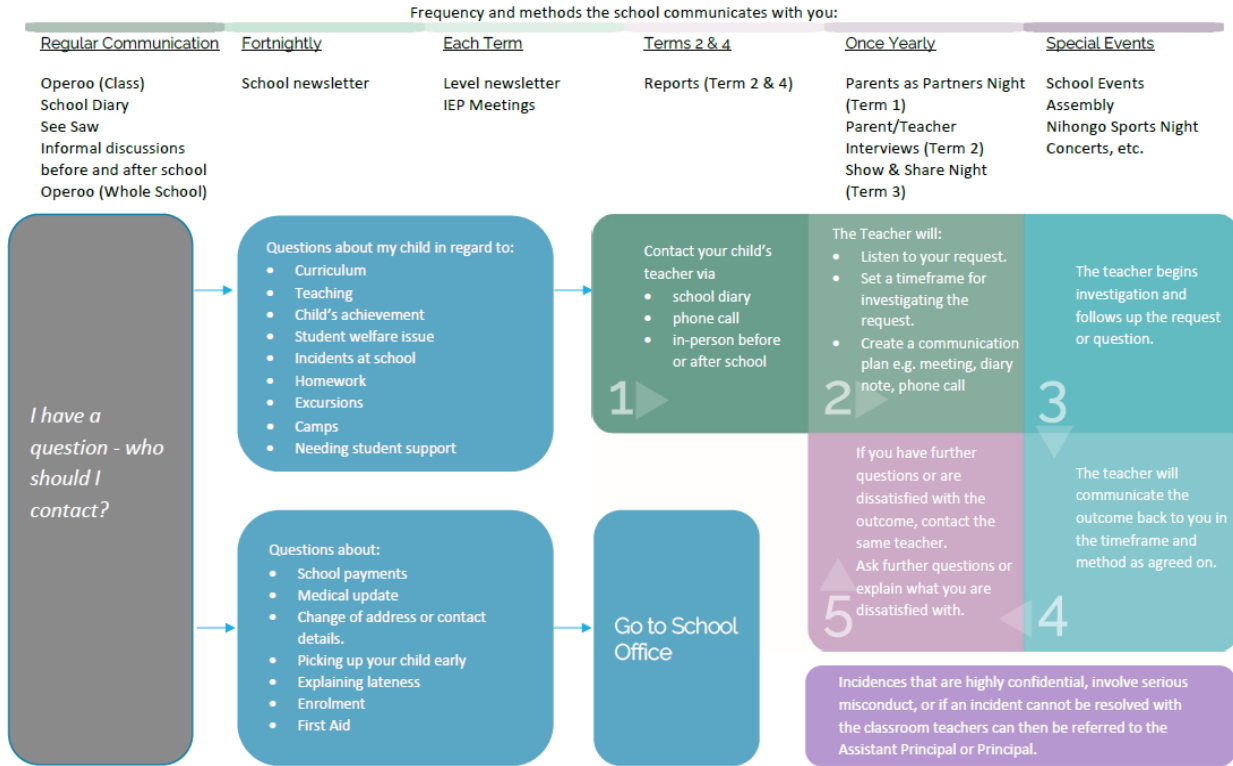 Frequency and methods the school communicates with you:
Regular Communication
Operoo (Class)
School Diary
See Saw
Informal discussions
before and after school
Operoo (Whole School)
Fortnightly
School newsletter
Each Term
Level newsletter
IEP Meetings
Terms 2 & 4
Reports (Term 2 & 4)
Once Yearly
Parents as Partners Night
(Term 1)
Parent/Teacher
Interviews (Term 2)
Show & Share Night
(Term 3)
Special Events
School Events
Assembly
Nihongo Sports Night
Concerts, etc.
I have a
question - who
should I
contact?
Questions about my child in regard to:
• Curriculum
• Teaching
• Child's achievement
• Student welfare issue
• Incidents at school
• Homework
• Excursions
• Camps
• Needing student support
Contact your child's
teacher via
• school diary
• phone call
• in-person before
or after school
1
The Teacher will:
• Listen to your request.
• Set a timeframe for
investigating the
request.
• Create a communication
plan e.g. meeting, diary
note, phone call
2
The teacher begins
investigation and
follows up the request
or question.
3
The teacher will
communicate the
outcome back to you in
the timeframe and
method as agreed on.
4
If you have further
questions or are
dissatisfied with the
outcome, contact the
same teacher.
Ask further questions or
explain what you are
dissatisfied with.
5
Questions about:
• School payments
• Medical update
• Change of address or contact
details.
• Picking up your child early
• Explaining lateness
• Enrolment
• First Aid
Go to School
Office
Incidences that are highly confidential, involve serious
misconduct, or if an incident cannot be resolved with
the classroom teachers can then be referred to the
Assistant Principal or Principal.